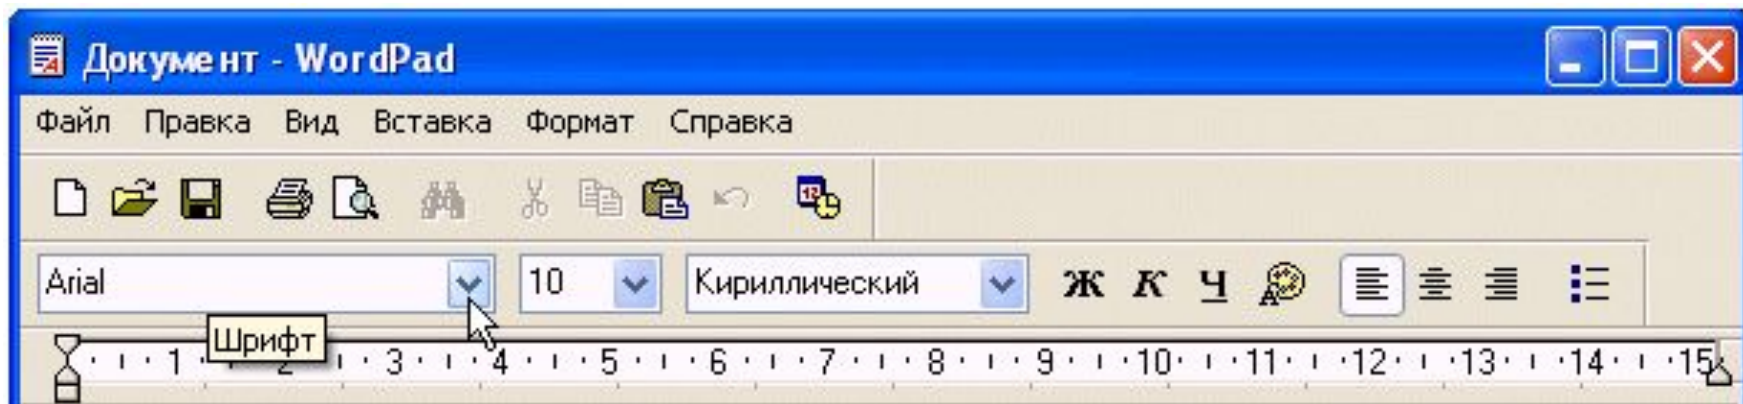 Документ - WordPad
Файл Правка Вид Вставка Формат Справка
12
Arial 10 Кириллический Ж К Ч A
Шрифт
1 2 3 4 5 6 7 8 9 10 11 12 13 14 15